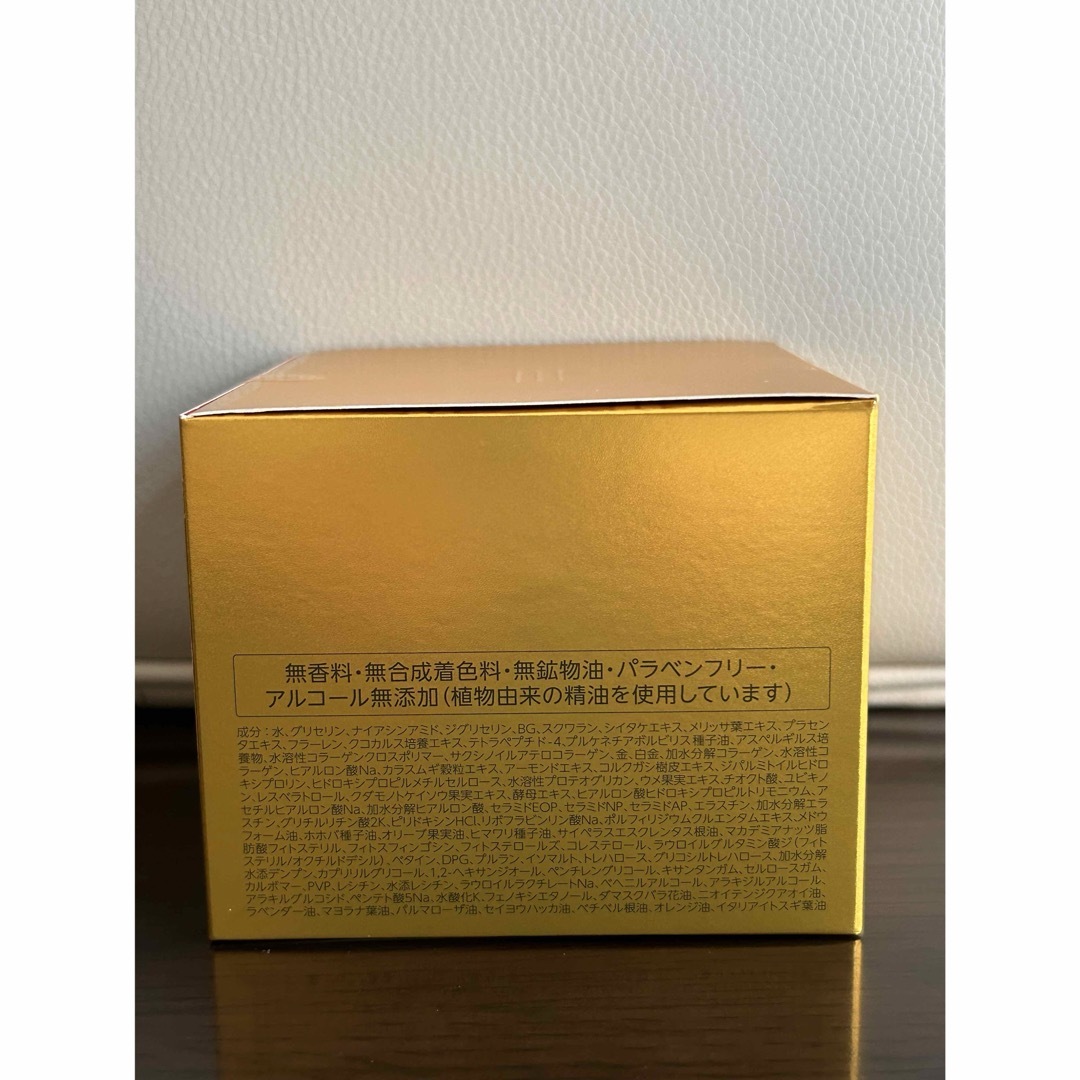 無香料・無合成着色料・無鉱物油・パラベンフリー・
アルコール無添加(植物由来の精油を使用しています)
成分：水、グリセリン、ナイアシンアミド、ジグリセリン、BG、スクワラン、シイタケエキス、メリッサ葉エキス、プラセン
タエキス、フラーレン、クコカルス培養エキス、テトラペプチド-4、プルケネチアボルビリス種子油、アスペルギルス培
養物、水溶性コラーゲンクロスポリマー、サクシノイルアテロコラーゲン、金、白金、加水分解コラーゲン、水溶性コ
ラーゲン、ヒアルロン酸Na、カラスムギ穀粒エキス、アーモンドエキス、コルクガシ樹皮エキス、ジパルミトイルヒドロ
キシプロリン、ヒドロキシプロピルメチルセルロース、水溶性プロテオグリカン、ウメ果実エキス、チオクト酸、ユビキノ
ン、レスベラトロール、クダモノトケイソウ果実エキス、酵母エキス、ヒアルロン酸ヒドロキシプロピルトリモニウム、ア
セチルヒアルロン酸Na、加水分解ヒアルロン酸、セラミドEOP、セラミドNP、セラミドAP、エラスチン、加水分解エラ
スチン、グリチルリチン酸2K、ピリドキシンHCl、リボフラビンリン酸Na、ポルフィリジウムクルエンタムエキス、メドウ
フォーム油、ホホバ種子油、オリーブ果実油、ヒマワリ種子油、サイペラスエスクレンタス根油、マカデミアナッツ脂
肪酸フィトステリル、フィトスフィンゴシン、フィトステロールズ、コレステロール、ラウロイルグルタミン酸ジ(フィト
ステリル/オクチルドデシル)、ベタイン、DPG、プルラン、イソマルト、トレハロース、グリコシルトレハロース、加水分解
水添デンプン、カプリリルグリコール、1,2-ヘキサンジオール、ペンチレングリコール、キサンタンガム、セルロースガム、
カルボマー、PVP、レシチン、水添レシチン、ラウロイルラクチレートNa、ベヘニルアルコール、アラキジルアルコール、
アラキルグルコシド、ペンテト酸5Na、水酸化K、フェノキシエタノール、ダマスクバラ花油、ニオイテンジクアオイ油、
ラベンダー油、マヨラナ葉油、パルマローザ油、セイヨウハッカ油、ベチベル根油、オレンジ油、イタリアイトスギ葉油